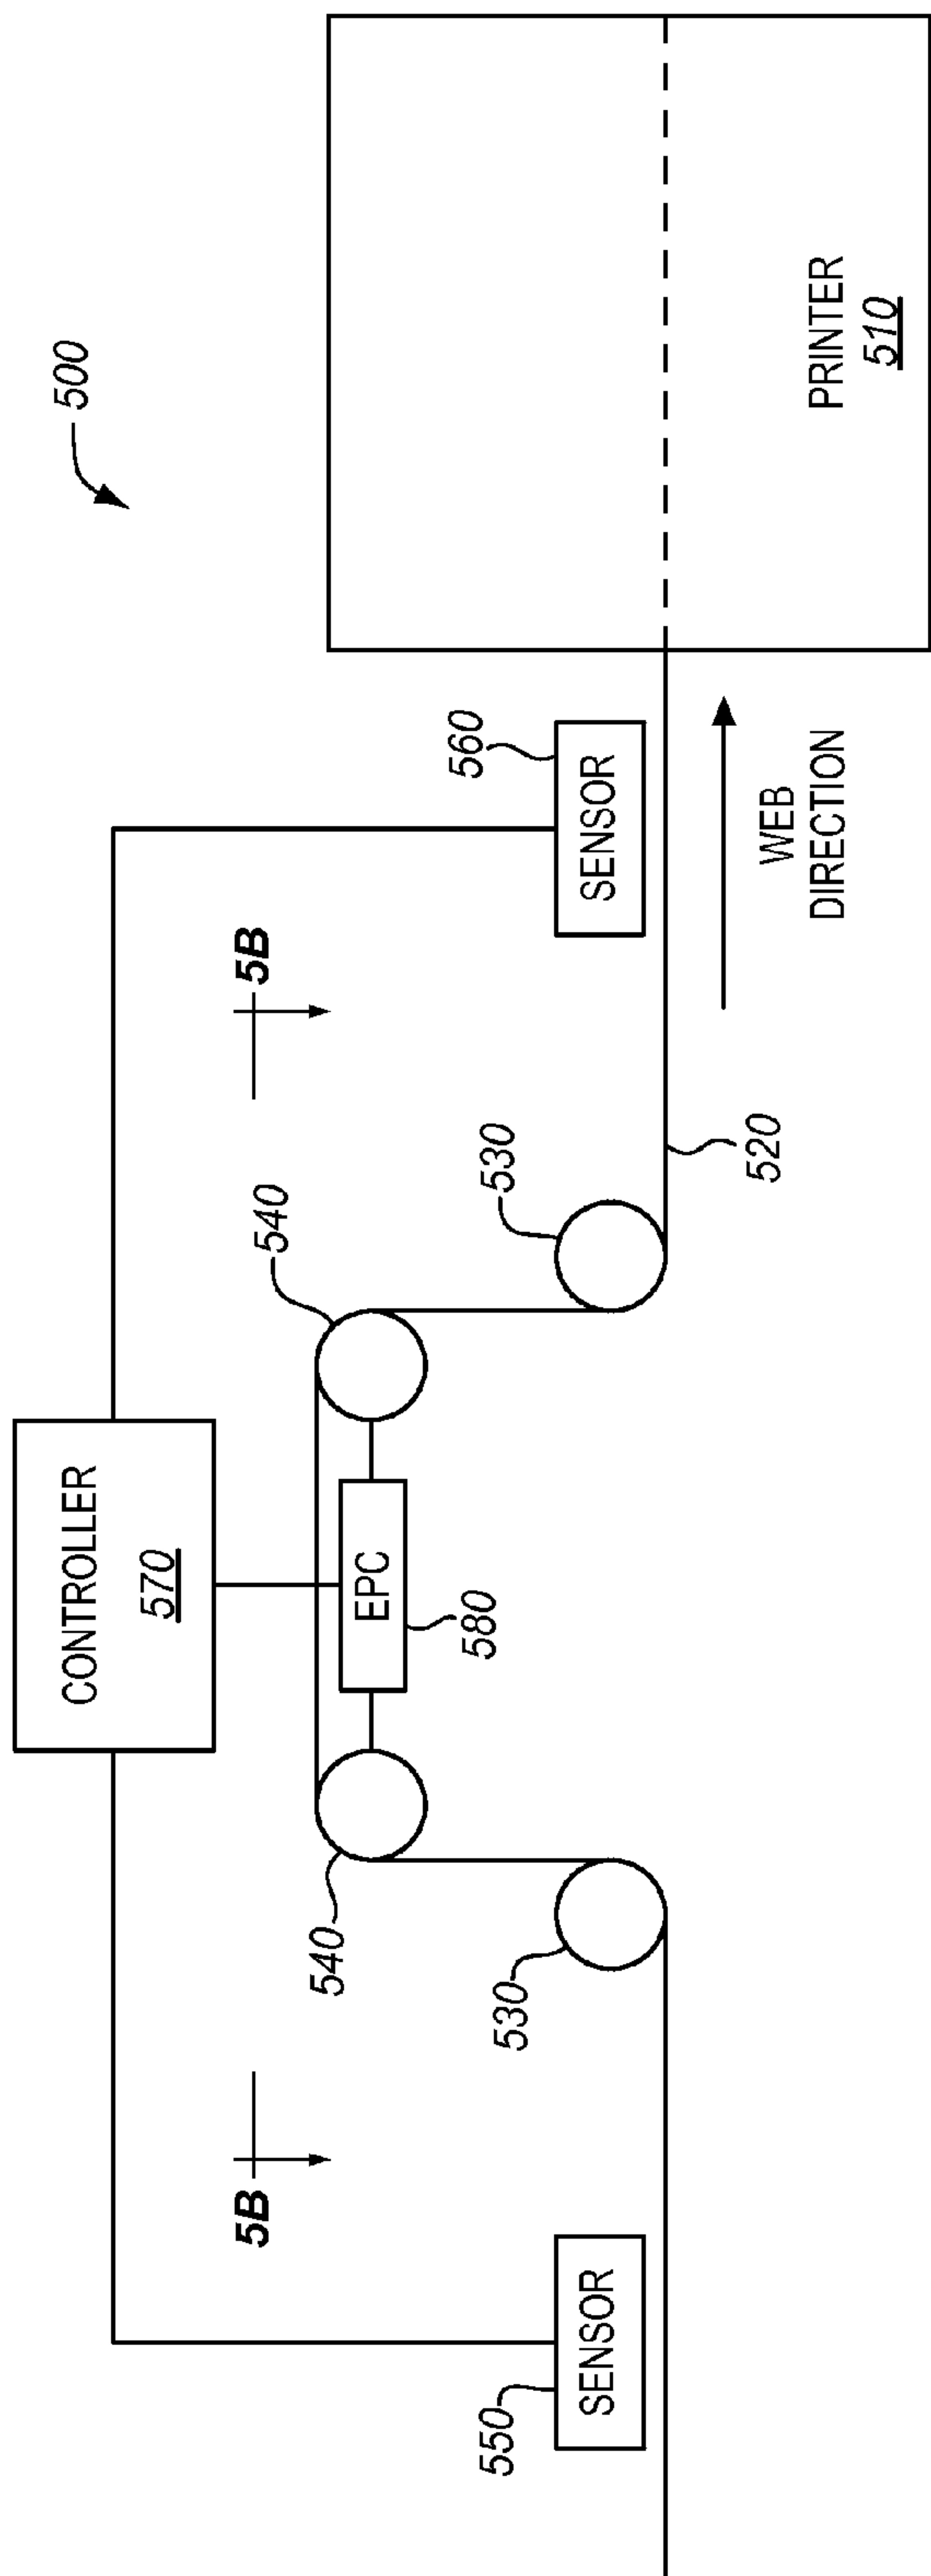 500
CONTROLLER
570
5B
5B
540
540
EPC
580
530
530
550
SENSOR
560
SENSOR
520
WEB
DIRECTION
PRINTER
510